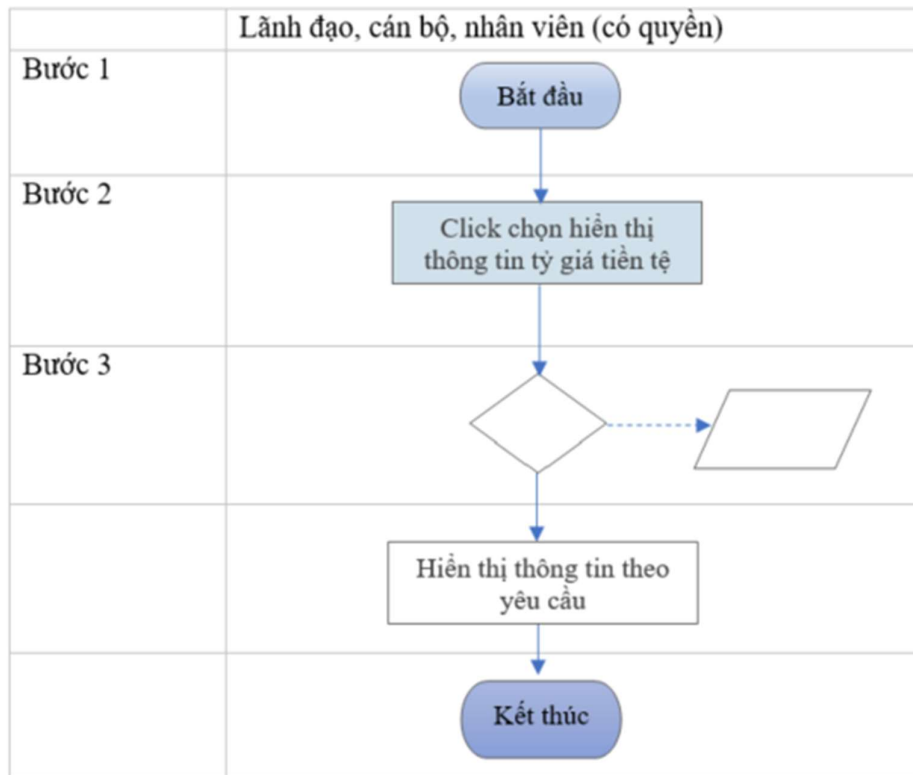 Lãnh đạo, cán bộ, nhân viên (có quyền)
Bước 1
Bắt đầu
Bước 2
Click chọn hiển thị
thông tin tỷ giá tiền tệ
Bước 3
Hiển thị thông tin theo
yêu cầu
Kết thúc